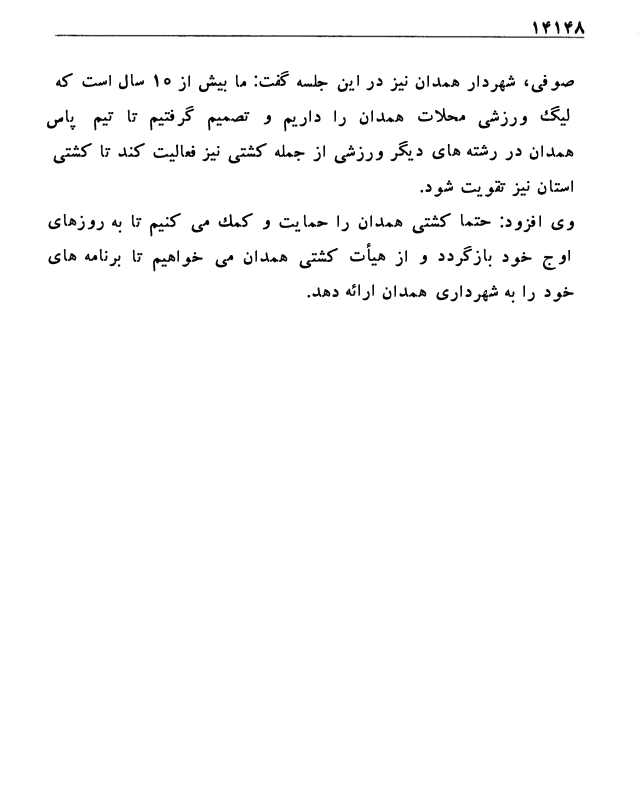 ۱۴۱۴۸
صوفی، شهردار همدان نیز در این جلسه گفت: ما بیش از ۱۰ سال است که
لیگ ورزشی محلات همدان را داریم و تصمیم گرفتیم تا تیم پاس
همدان در رشته های دیگر ورزشی از جمله کشتی نیز فعالیت کند تا کشتی
استان نیز تقویت شود.
وی افزود: حتما کشتی همدان را حمایت و کمک می کنیم تا به روزهای
اوج خود بازگردد و از هیأت کشتی همدان می خواهیم تا برنامه های
خود را به شهرداری همدان ارائه دهد.